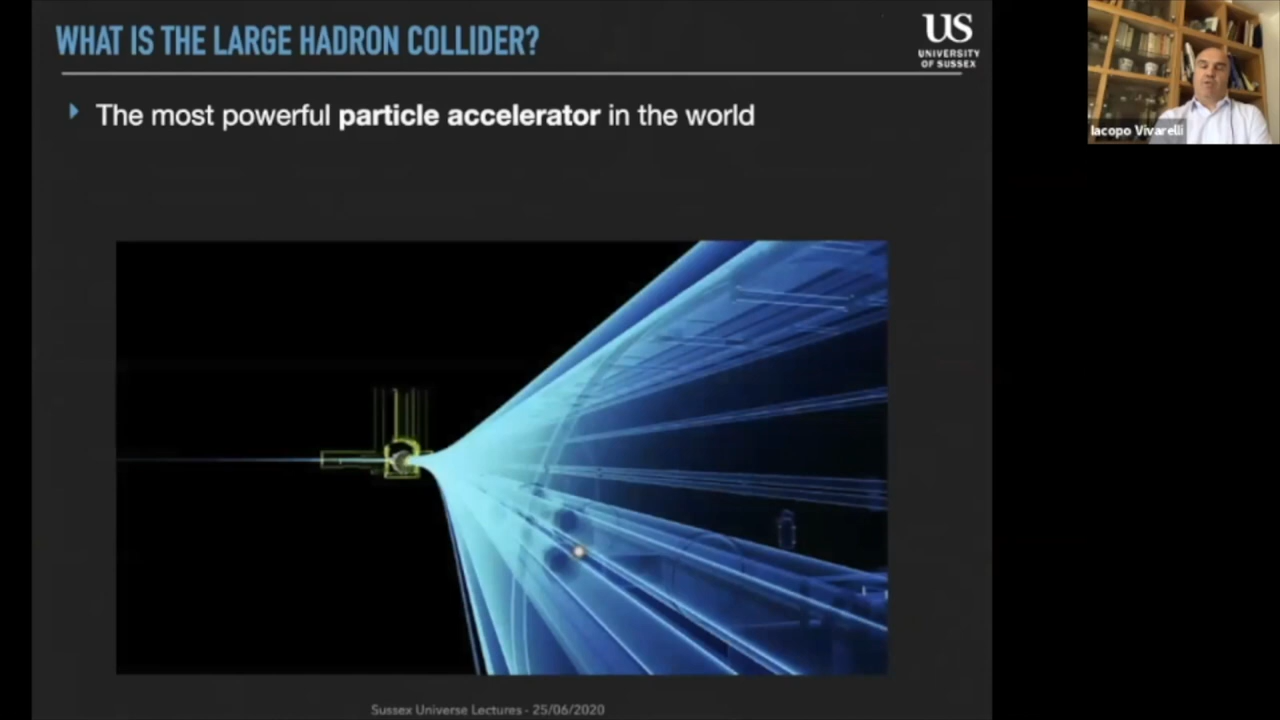 WHAT IS THE LARGE HADRON COLLIDER?
US
UNIVERSITY
OF SUSSEX
The most powerful particle accelerator in the world
Iacopo Vivarelli
Sussex Universe Lectures - 25/06/2020